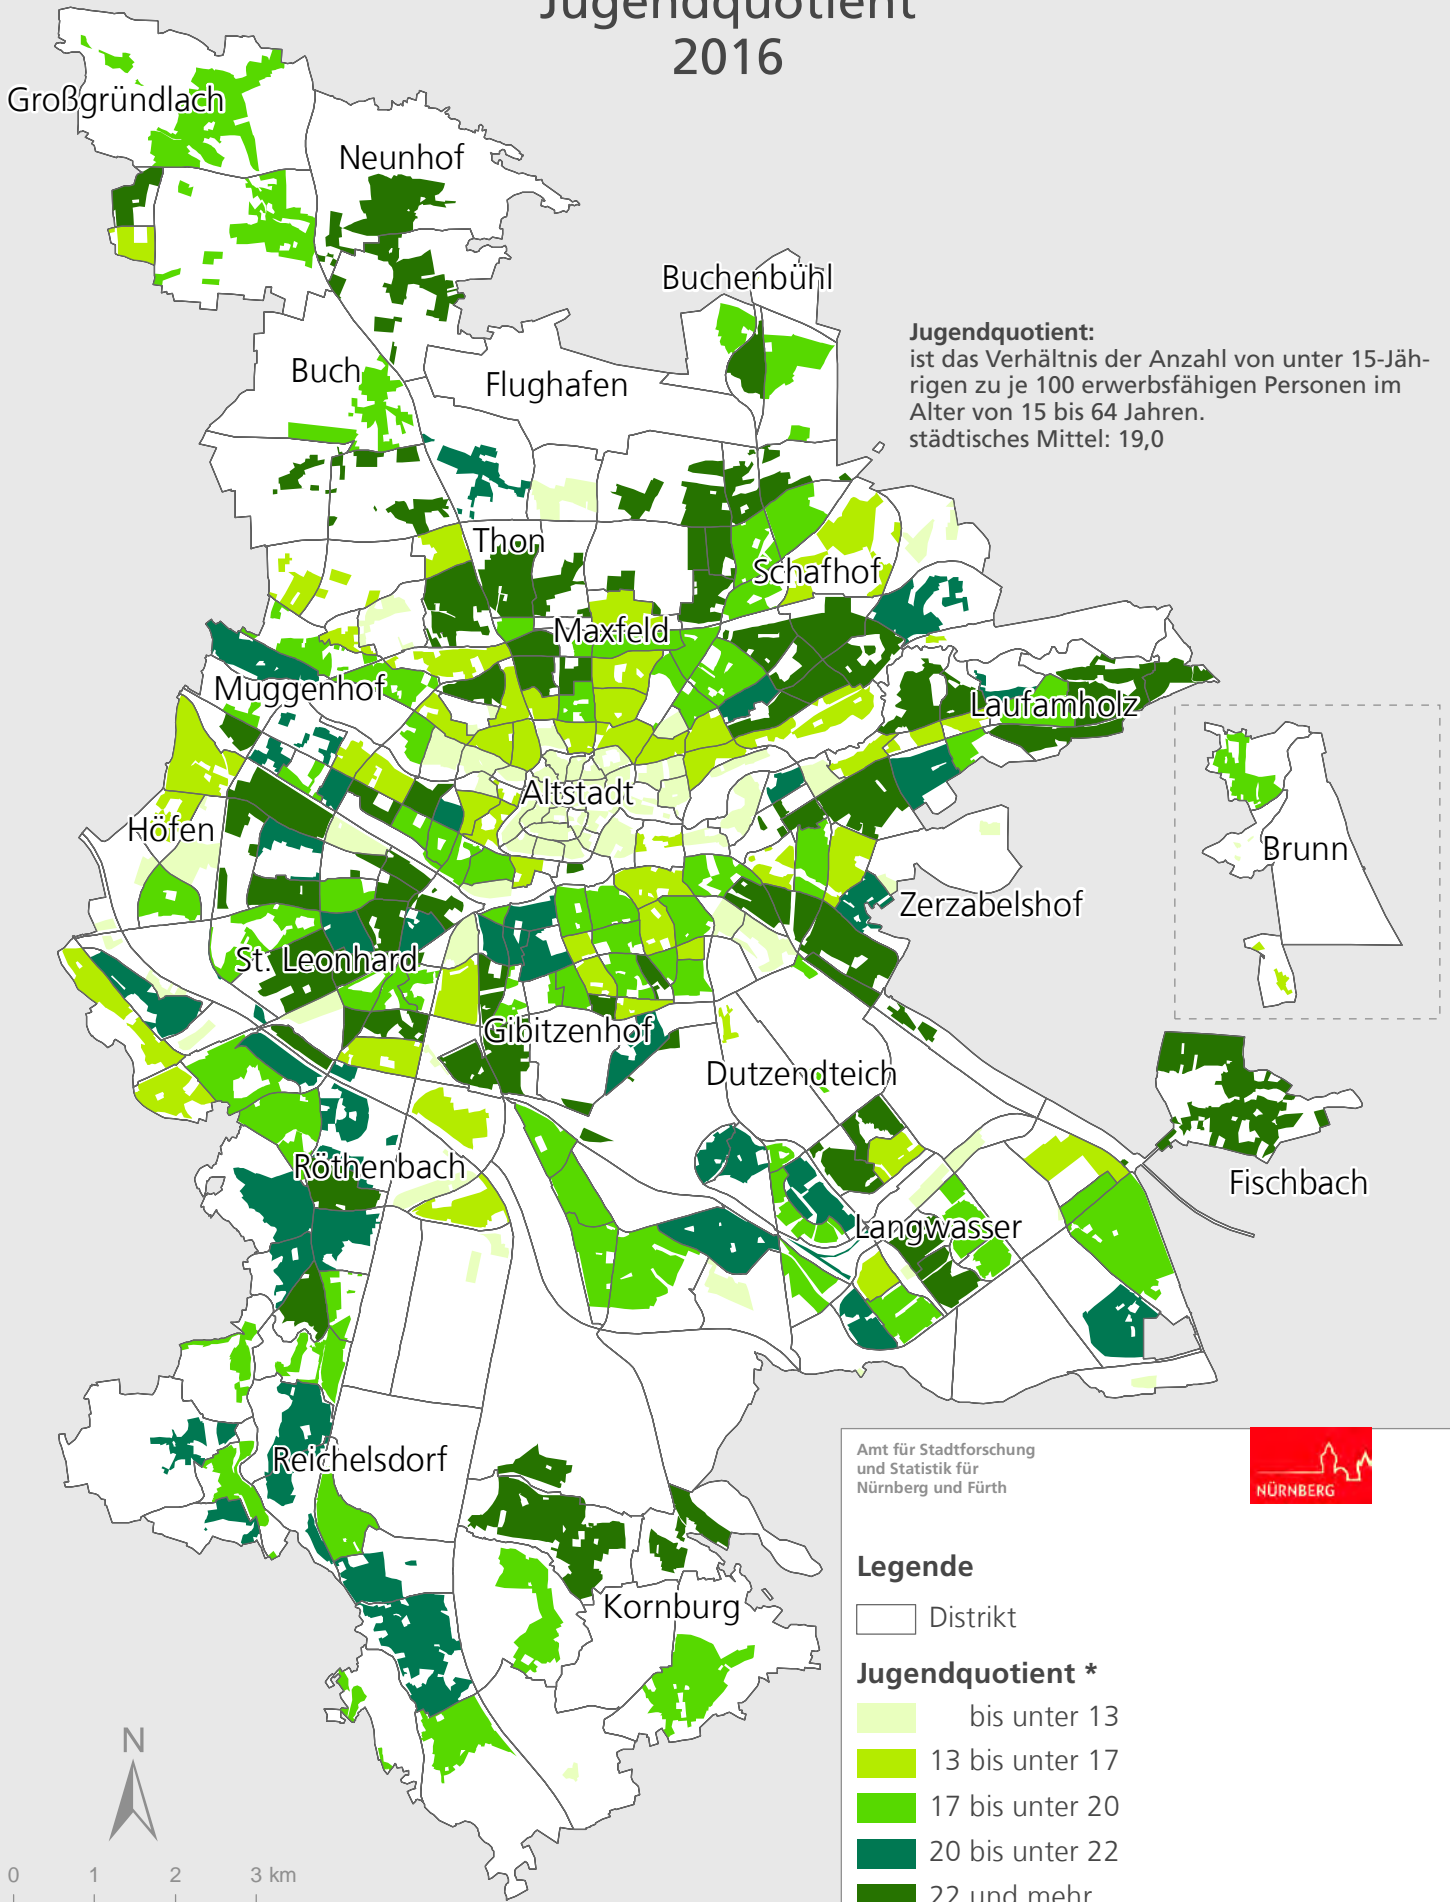 Jugendquotient
2016
Großgründlach
Neunhof
Buchenbühl
Jugendquotient:
ist das Verhältnis der Anzahl von unter 15-Jäh-
rigen zu je 100 erwerbsfähigen Personen im
Alter von 15 bis 64 Jahren.
städtisches Mittel: 19,0
Buch
Flughafen
Thon
Schafhof
Maxfeld
Muggenhof
Laufamholz
Altstadt
Höfen
Brunn
Zerzabelshof
St. Leonhard
Gibitzenhof
Dutzendteich
Röthenbach
Fischbach
Langwasser
Reichelsdorf
Kornburg
Amt für Stadtforschung
und Statistik für
Nürnberg und Fürth
NÜRNBERG
Legende
Distrikt
Jugendquotient *
bis unter 13
13 bis unter 17
17 bis unter 20
20 bis unter 22
22 und mehr
N
0 1 2 3 km